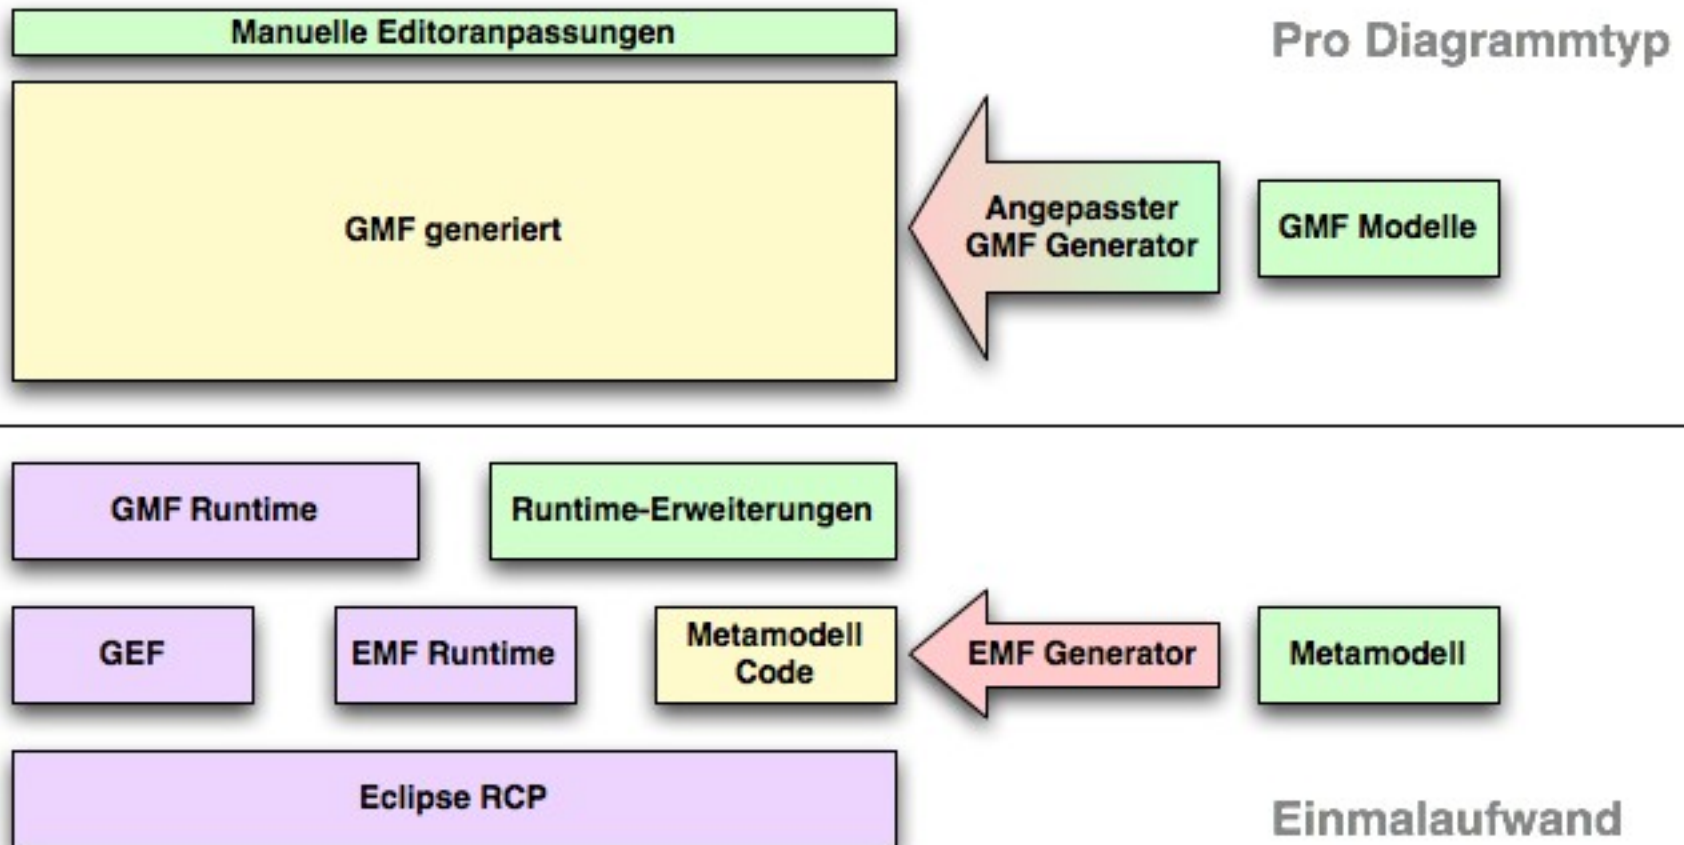 Manuelle Editoranpassungen
Pro Diagrammtyp
GMF generiert
Angepasster
GMF Generator
GMF Modelle
GMF Runtime
Runtime-Erweiterungen
GEF
EMF Runtime
Metamodell
Code
EMF Generator
Metamodell
Eclipse RCP
Einmalaufwand